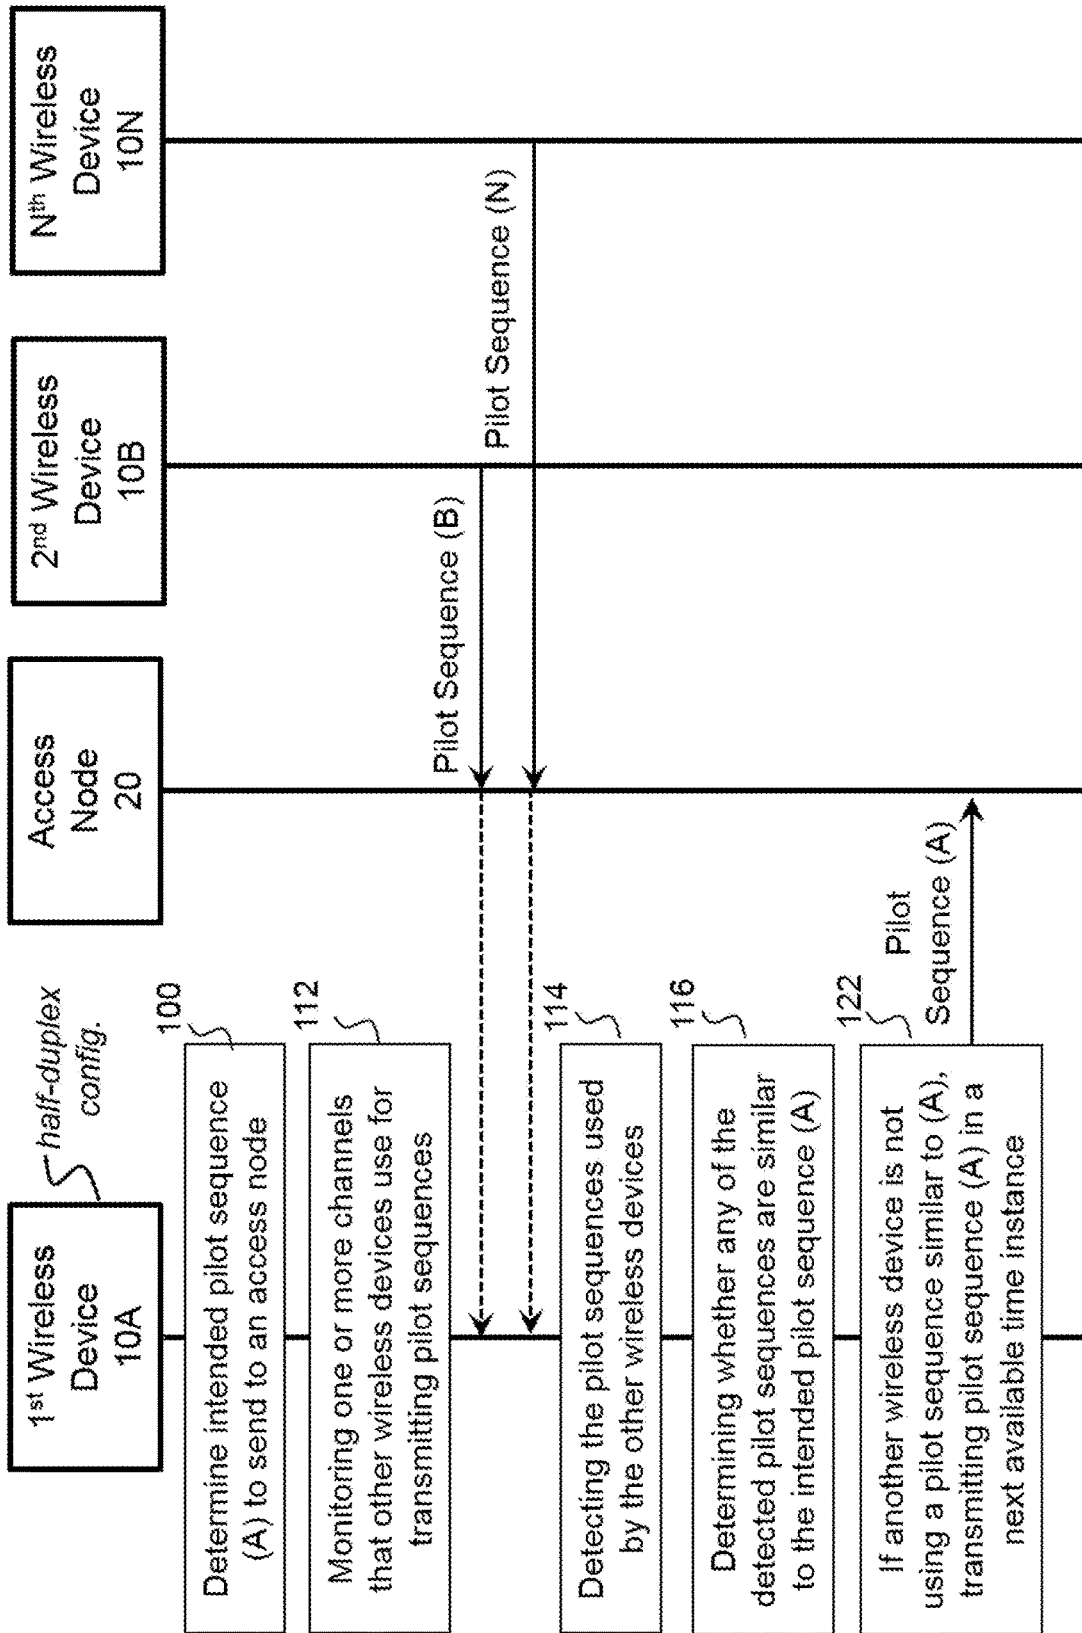 1st Wireless
Device
10A
half-duplex
config.
Access
Node
20
2nd Wireless
Device
10B
Nth Wireless
Device
10N
100
Determine intended pilot sequence
(A) to send to an access node
112
Monitoring one or more channels
that other wireless devices use for
transmitting pilot sequences
Pilot Sequence (B)
Pilot Sequence (N)
114
Detecting the pilot sequences used
by the other wireless devices
116
Determining whether any of the
detected pilot sequences are similar
to the intended pilot sequence (A)
122
If another wireless device is not
using a pilot sequence similar to (A),
transmitting pilot sequence (A) in a
next available time instance
Pilot
Sequence (A)